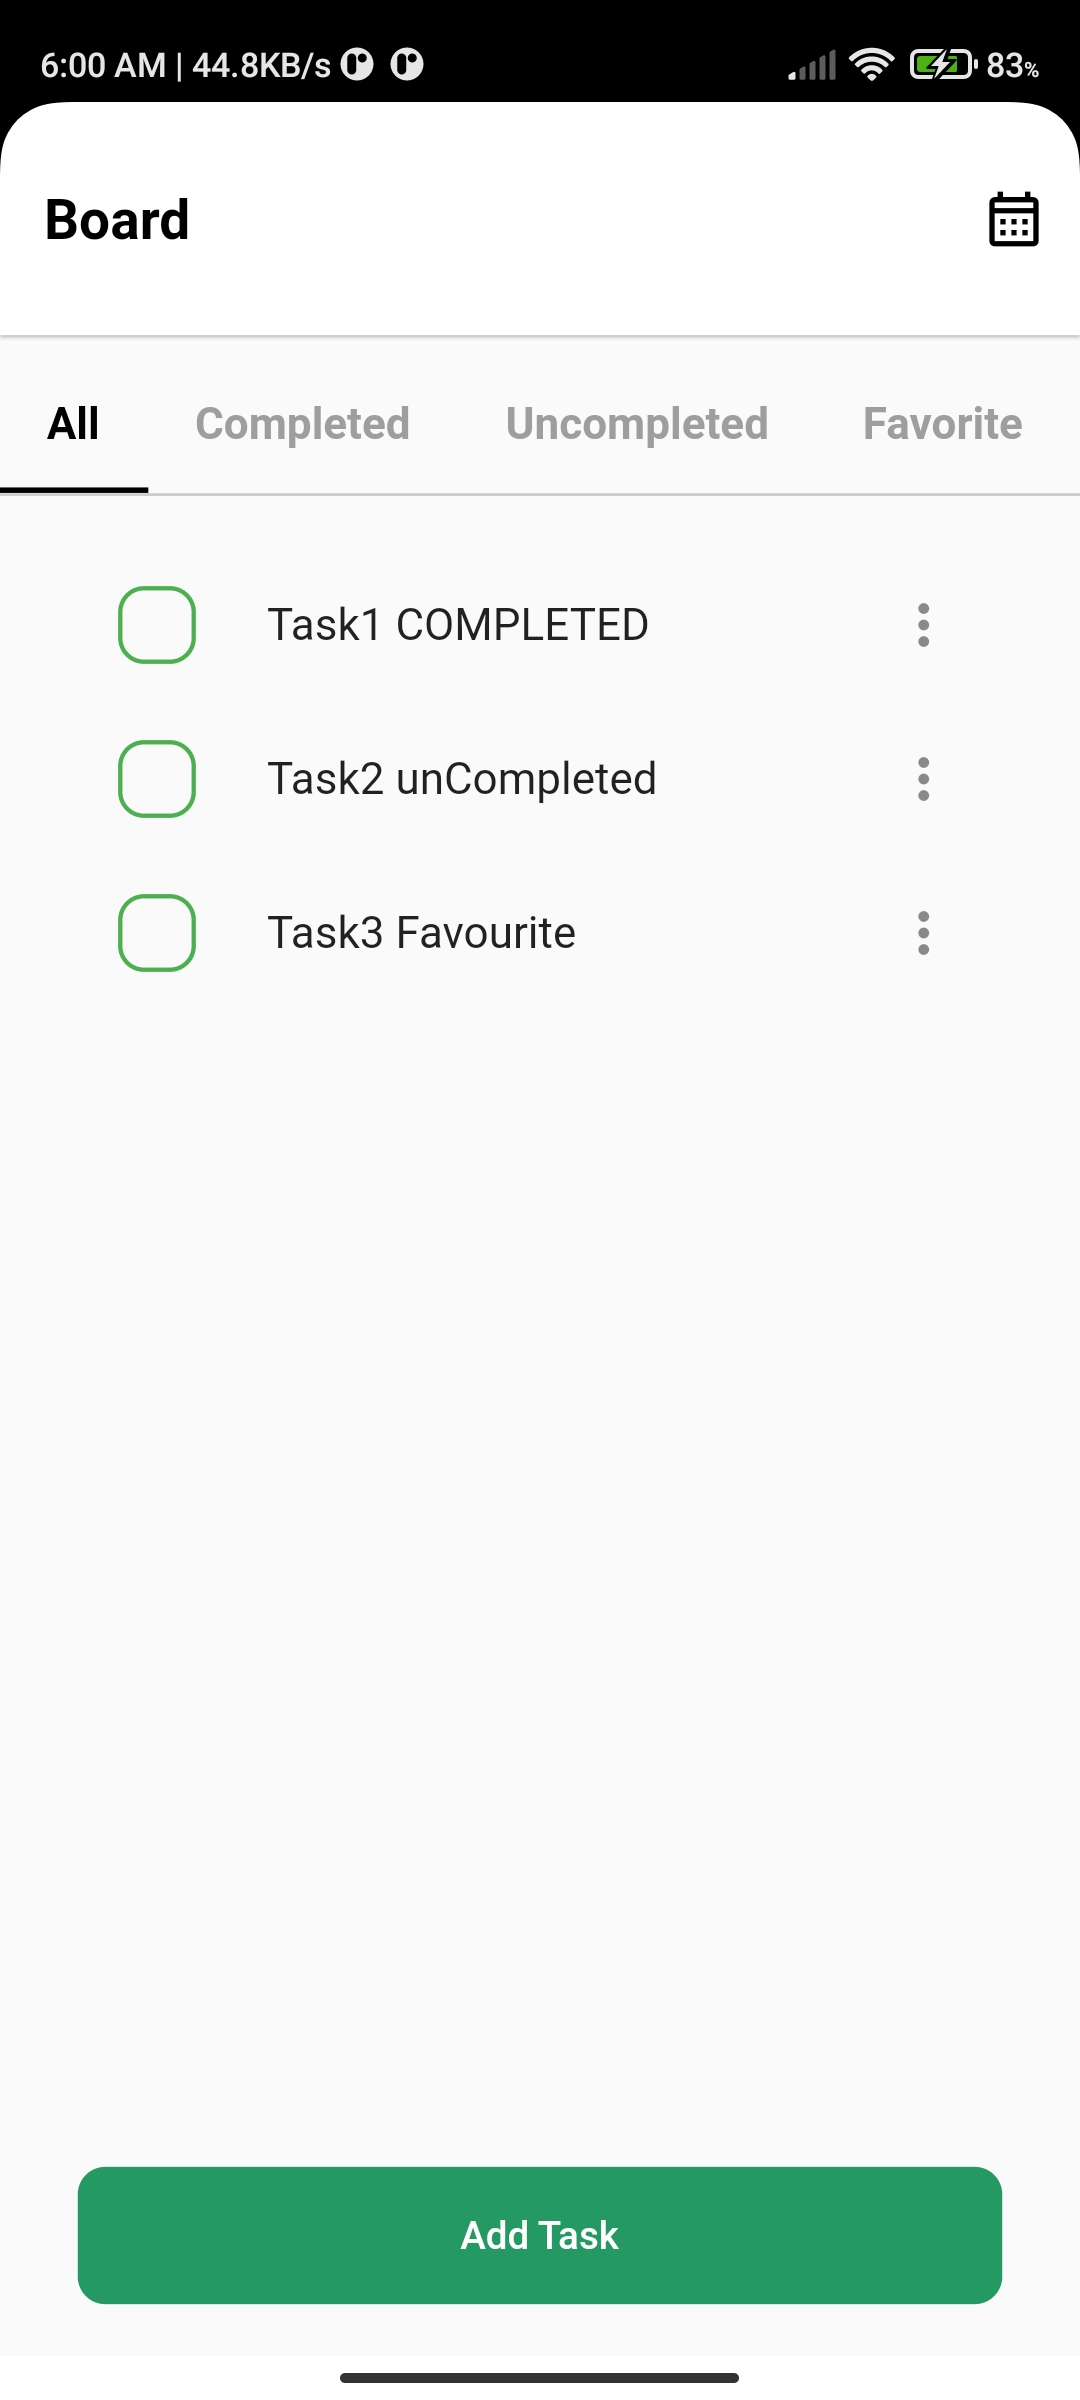 6:00 AM | 44.8KB/s 83%
Board
All Completed Uncompleted Favorite
Task1 COMPLETED
Task2 unCompleted
Task3 Favourite
Add Task